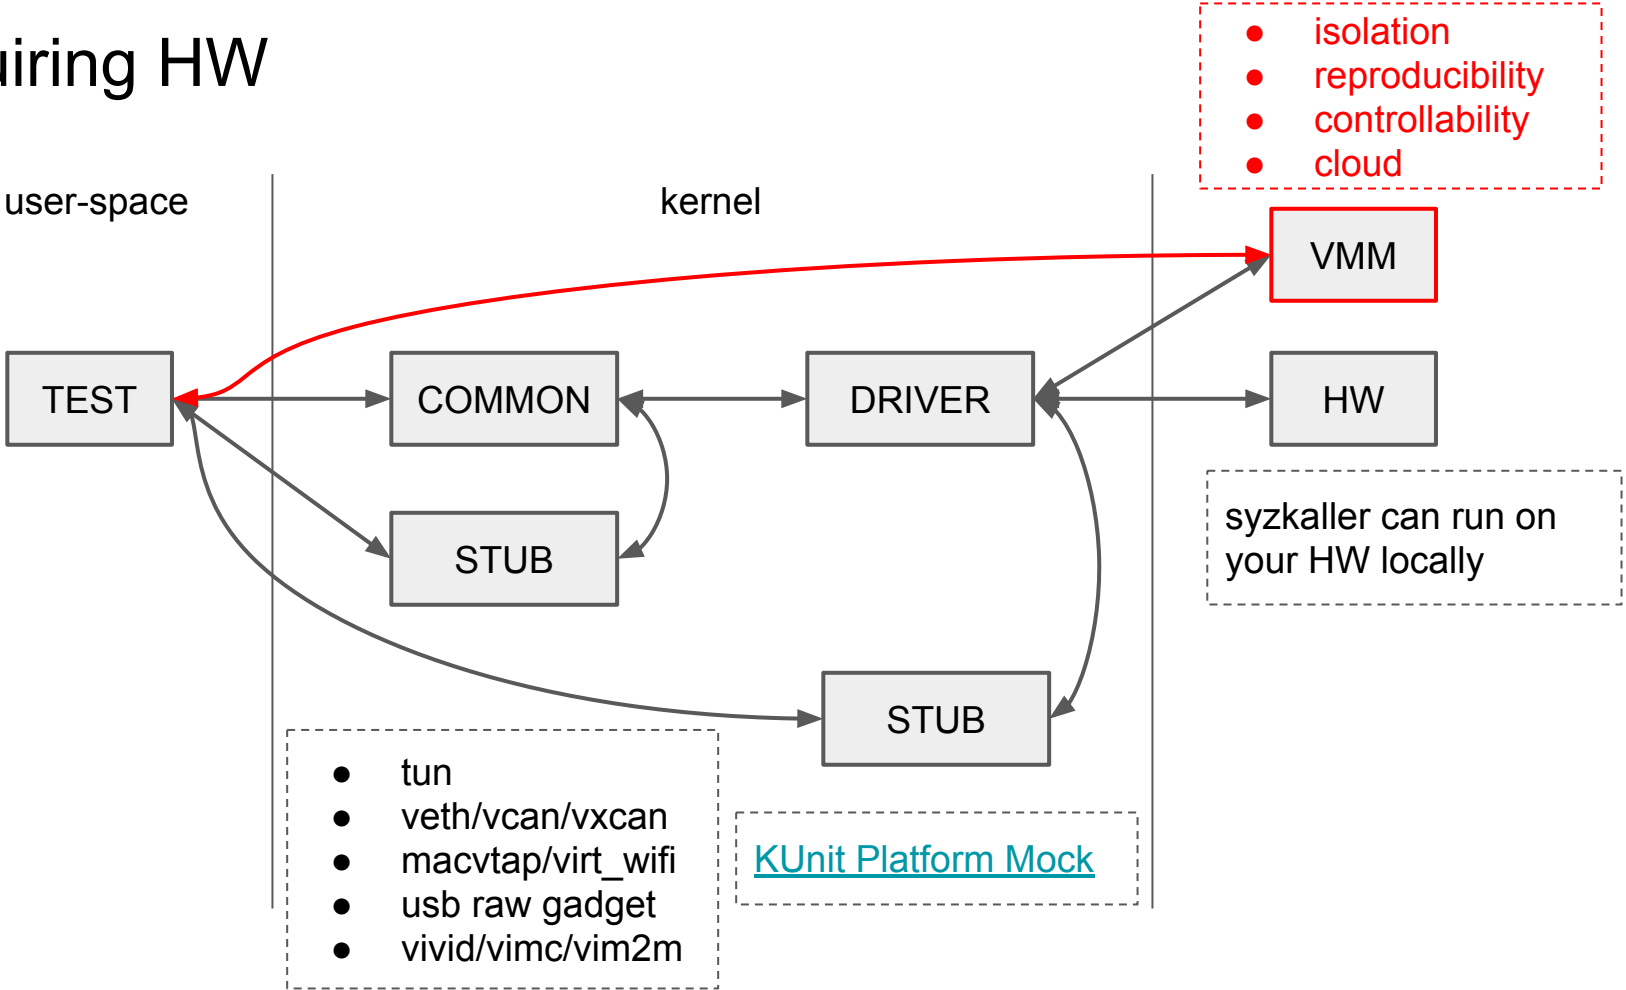 uiring HW
● isolation
● reproducibility
● controllability
● cloud
user-space
kernel
VMM
TEST
COMMON
DRIVER
HW
syzkaller can run on
your HW locally
STUB
STUB
● tun
● veth/vcan/vxcan
● macvtap/virt_wifi
● usb raw gadget
● vivid/vimc/vim2m
KUnit Platform Mock